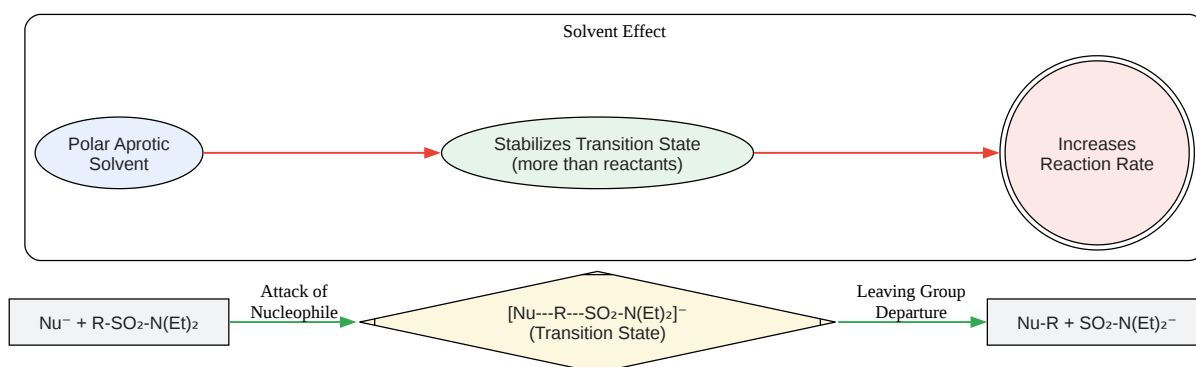 Solvent Effect
Polar Aprotic
Solvent
Stabilizes Transition State
(more than reactants)
Increases
Reaction Rate
Nu⁻ + R-SO₂-N(Et)₂
Attack of
Nucleophile
[Nu---R---SO₂-N(Et)₂]⁻
(Transition State)
Leaving Group
Departure
Nu-R + SO₂-N(Et)₂⁻